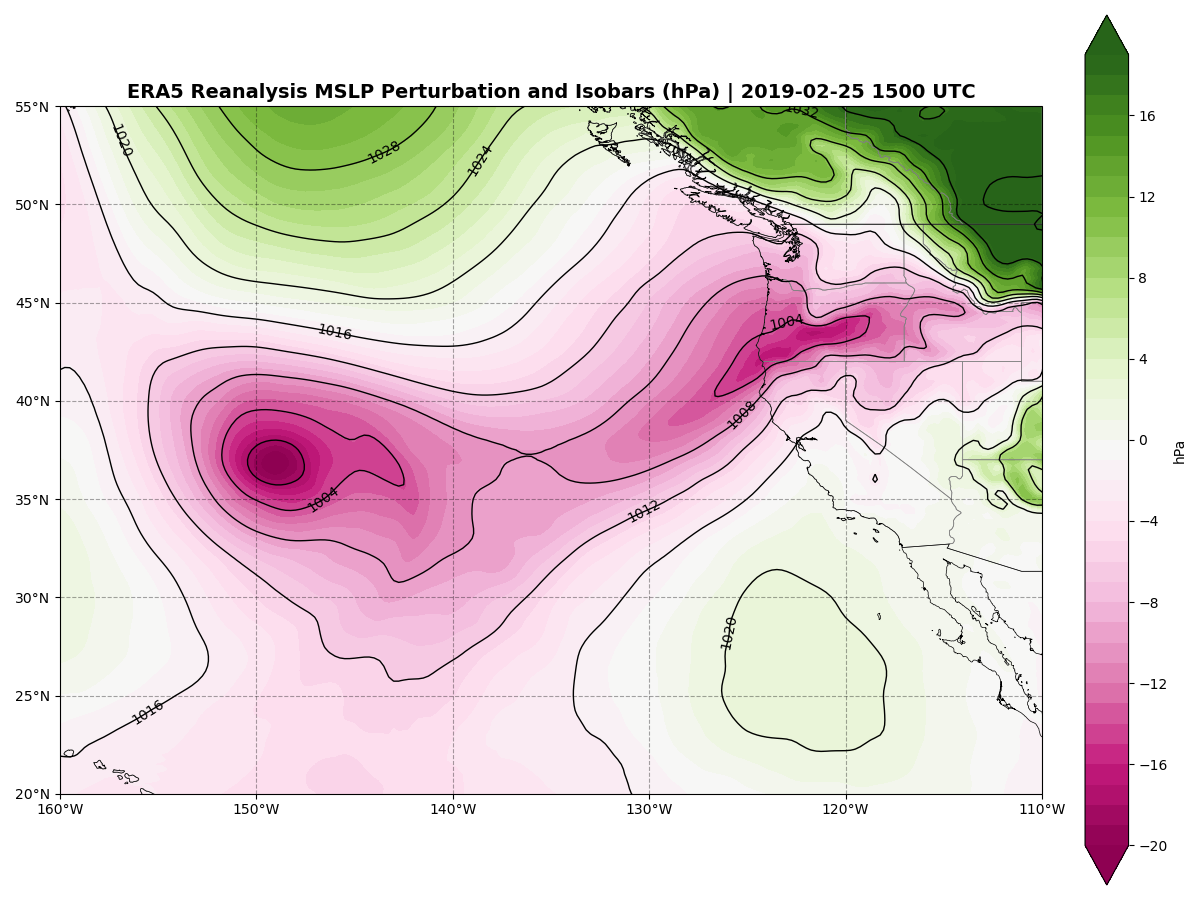 ERA5 Reanalysis MSLP Perturbation and Isobars (hPa) | 2019-02-25 1500 UTC
55°N
50°N
45°N
40°N
35°N
30°N
25°N
20°N
160°W
150°W
140°W
130°W
120°W
110°W
1020
1028
1024
1032
1016
1004
1008
1004
1012
1020
1016
16
12
8
4
0
−4
−8
−12
−16
−20
hPa